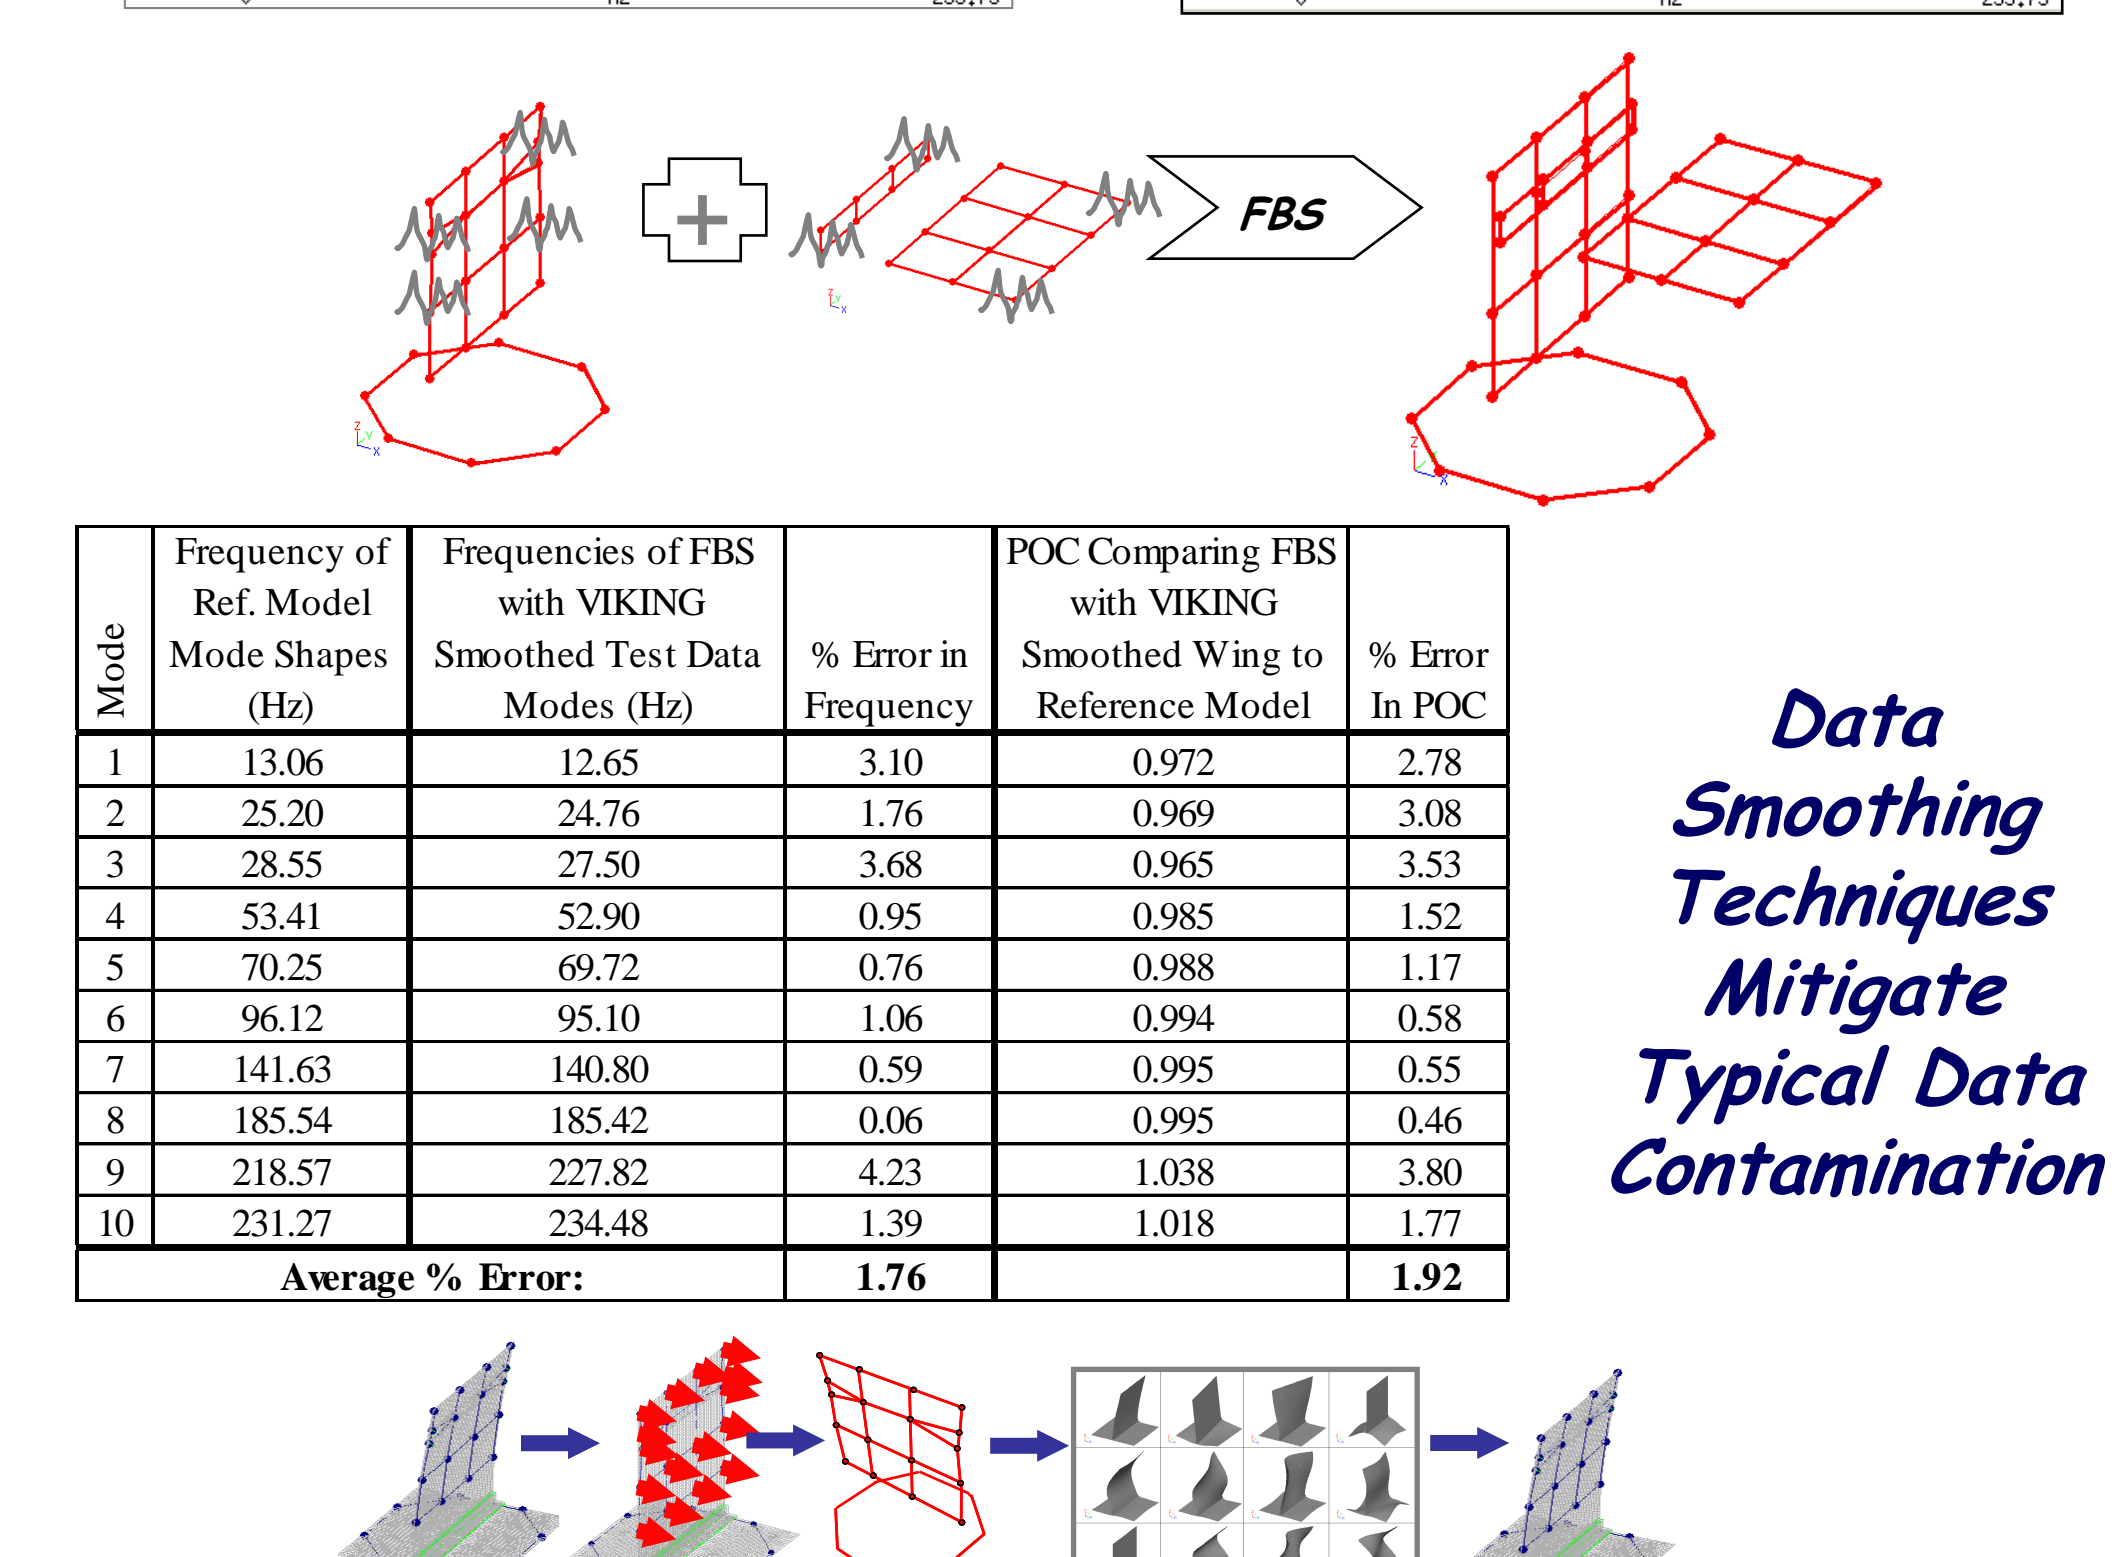 Hz
Hz
+
FBS
Z
Y
X
Z
Y
X
Z
X
Mode
Frequency of Ref. Model Mode Shapes (Hz)
Frequencies of FBS with VIKING Smoothed Test Data Modes (Hz)
% Error in Frequency
POC Comparing FBS with VIKING Smoothed Wing to Reference Model
% Error In POC
1 13.06 12.65 3.10 0.972 2.78
2 25.20 24.76 1.76 0.969 3.08
3 28.55 27.50 3.68 0.965 3.53
4 53.41 52.90 0.95 0.985 1.52
5 70.25 69.72 0.76 0.988 1.17
6 96.12 95.10 1.06 0.994 0.58
7 141.63 140.80 0.59 0.995 0.55
8 185.54 185.42 0.06 0.995 0.46
9 218.57 227.82 4.23 1.038 3.80
10 231.27 234.48 1.39 1.018 1.77
Average % Error: 1.76 1.92
Data
Smoothing
Techniques
Mitigate
Typical Data
Contamination